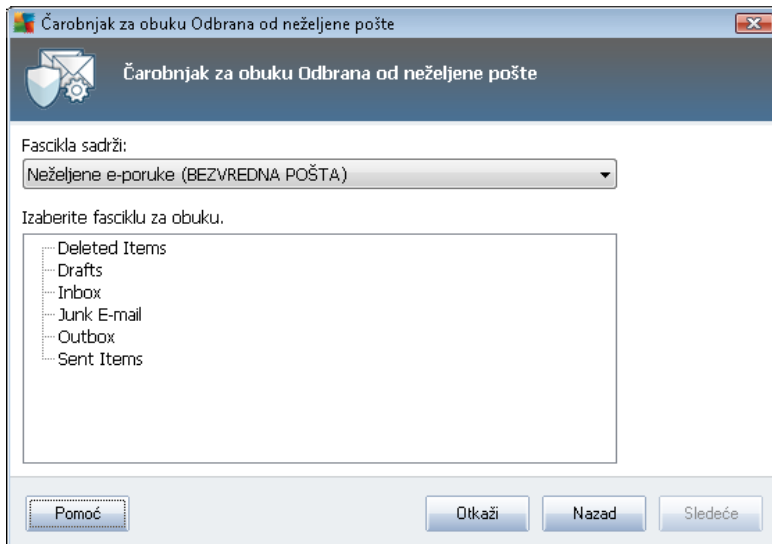 Čarobnjak za obuku Odbrana od neželjene pošte
Čarobnjak za obuku Odbrana od neželjene pošte
Fascikla sadrži:
Neželjene e-poruke (BEZVREDNA POŠTA)
Izaberite fasciklu za obuku.
Deleted Items
Drafts
Inbox
Junk E-mail
Outbox
Sent Items
Pomoć Otkaži Nazad Sledeće